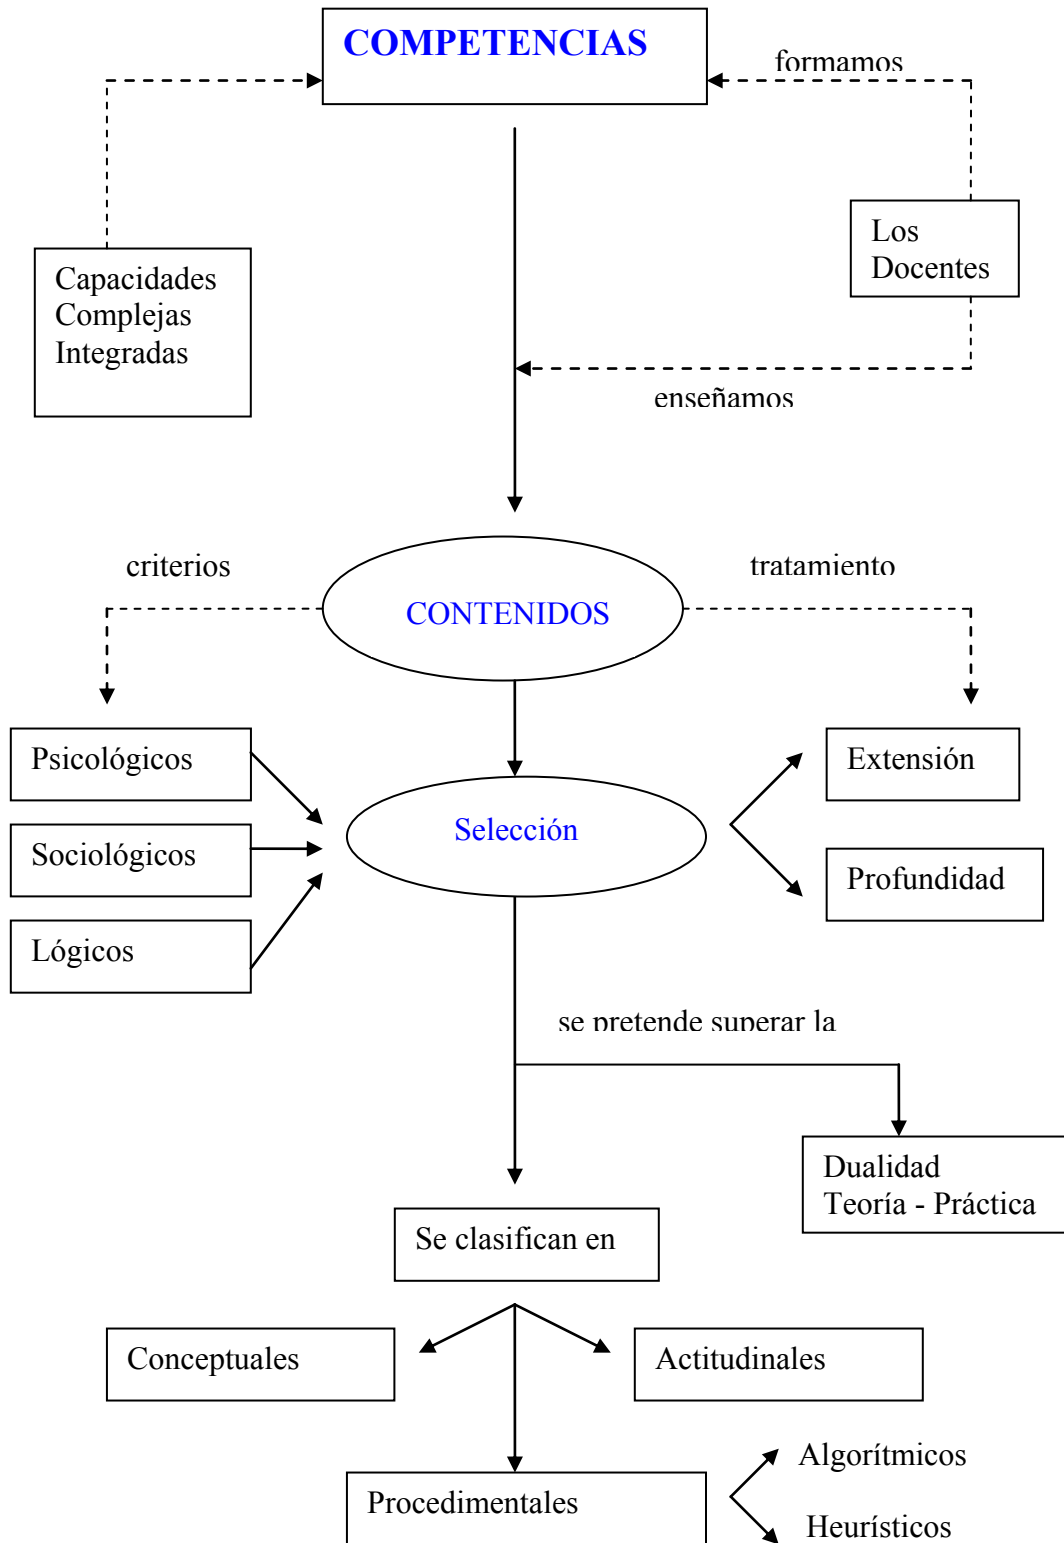 COMPETENCIAS
formamos
Los
Docentes
Capacidades
Complejas
Integradas
enseñamos
criterios
tratamiento
CONTENIDOS
Psicológicos
Extensión
Selección
Sociológicos
Profundidad
Lógicos
se pretende superar la
Dualidad
Teoría - Práctica
Se clasifican en
Conceptuales
Actitudinales
Algorítmicos
Procedimentales
Heurísticos